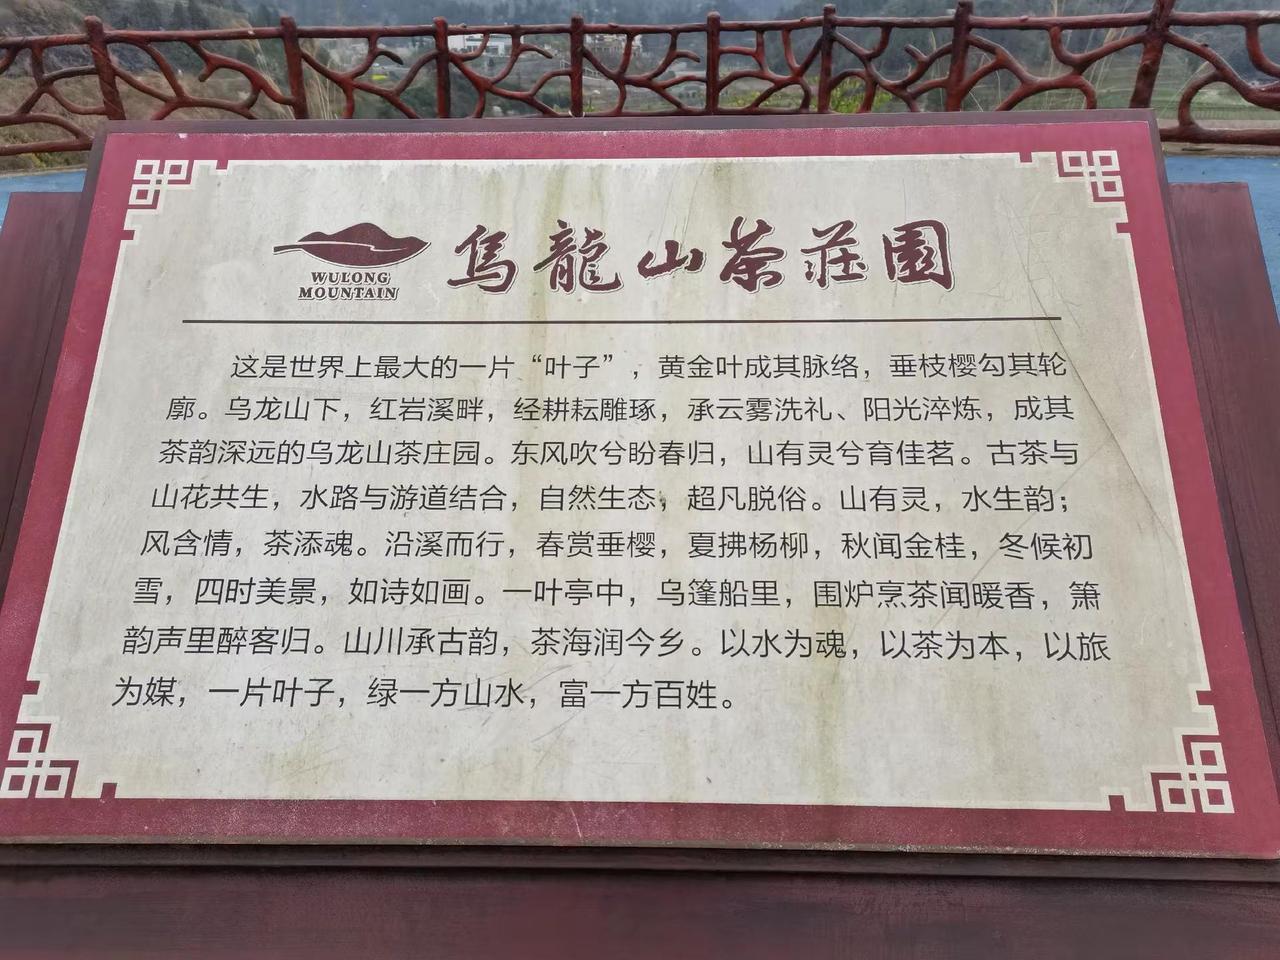 WULONG
MOUNTAIN
烏龍山茶莊園
这是世界上最大的一片“叶子”，黄金叶成其脉络，垂枝樱勾其轮
廓。乌龙山下，红岩溪畔，经耕耘雕琢，承云雾洗礼、阳光淬炼，成其
茶韵深远的乌龙山茶庄园。东风吹兮盼春归，山有灵兮育佳茗。古茶与
山花共生，水路与游道结合，自然生态，超凡脱俗。山有灵，水生韵；
风含情，茶添魂。沿溪而行，春赏垂樱，夏拂杨柳，秋闻金桂，冬候初
雪，四时美景，如诗如画。一叶亭中，乌篷船里，围炉烹茶闻暖香，箫
韵声里醉客归。山川承古韵，茶海润今乡。以水为魂，以茶为本，以旅
为媒，一片叶子，绿一方山水，富一方百姓。